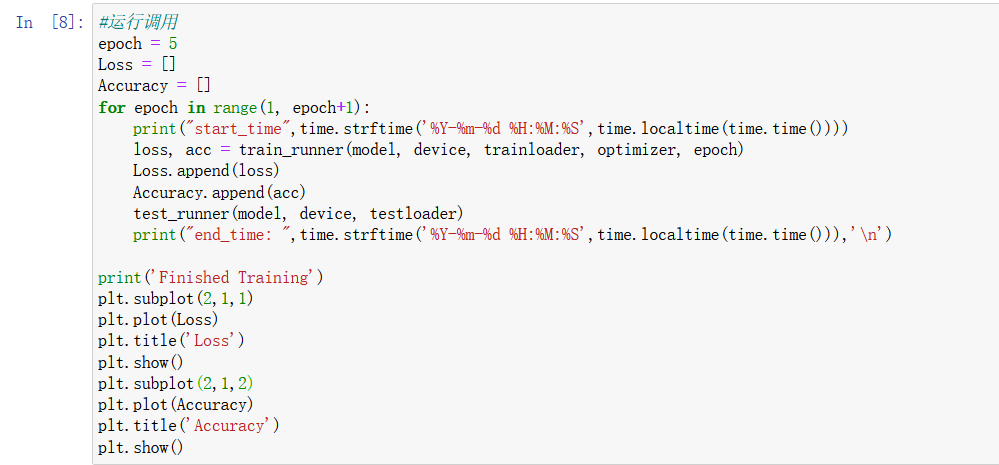 In [8]: #运行调用
epoch = 5
Loss = []
Accuracy = []
for epoch in range(1, epoch+1):
    print("start_time",time.strftime('%Y-%m-%d %H:%M:%S',time.localtime(time.time())))
    loss, acc = train_runner(model, device, trainloader, optimizer, epoch)
    Loss.append(loss)
    Accuracy.append(acc)
    test_runner(model, device, testloader)
    print("end_time: ",time.strftime('%Y-%m-%d %H:%M:%S',time.localtime(time.time())),'\n')

print('Finished Training')
plt.subplot(2,1,1)
plt.plot(Loss)
plt.title('Loss')
plt.show()
plt.subplot(2,1,2)
plt.plot(Accuracy)
plt.title('Accuracy')
plt.show()